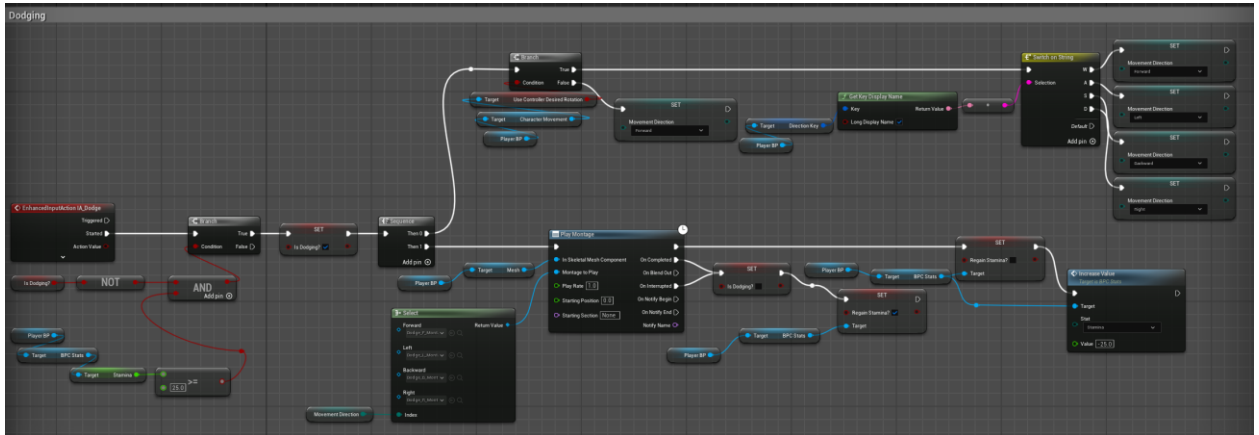 Dodging
Branch
True
Condition
False
Target
Use Controller Desired Rotation
Target
Character Movement
Player BP
SET
Movement Direction
Forward
Get Key Display Name
Key
Return Value
Long Display Name
Target
Direction Key
Player BP
Switch on String
W
Selection
A
S
D
Default
Add pin
SET
Movement Direction
Forward
SET
Movement Direction
Left
SET
Movement Direction
Backward
SET
Movement Direction
Right
EnhancedInputAction IA_Dodge
Triggered
Started
Action Value
Branch
True
Condition
False
SET
Is Dodging?
Sequence
Then 0
Then 1
Add pin
Is Dodging?
NOT
AND
Add pin
Player BP
Target
BPC Stats
Target
Stamina
25.0
>=
Player BP
Target
Mesh
Play Montage
In Skeletal Mesh Component
On Completed
Montage to Play
On Blend Out
Play Rate
1.0
On Interrupted
Starting Position
0.0
On Notify Begin
Starting Section
None
On Notify End
Notify Name
Select
Forward
Return Value
Left
Backward
Right
Index
Movement Direction
SET
Is Dodging?
Player BP
Target
BPC Stats
SET
Regain Stamina?
Target
Player BP
Target
BPC Stats
SET
Regain Stamina?
Target
Increase Value
Target is BPC Stats
Target
Stat
Stamina
Value
-25.0